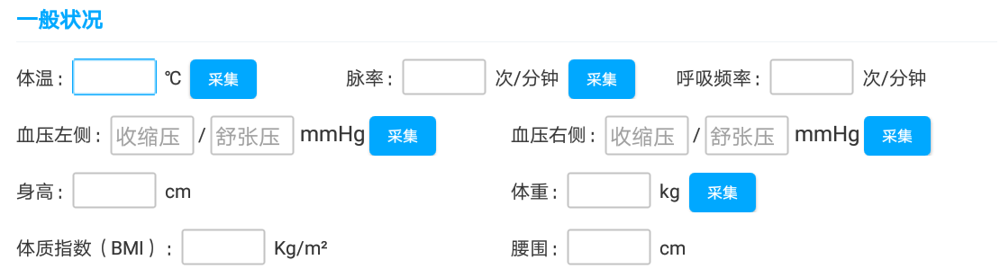 一般状况
体温: ℃ 采集 脉率: 次/分钟 采集 呼吸频率: 次/分钟
血压左侧: 收缩压 / 舒张压 mmHg 采集 血压右侧: 收缩压 / 舒张压 mmHg 采集
身高: cm 体重: kg 采集
体质指数（BMI）: Kg/m² 腰围: cm